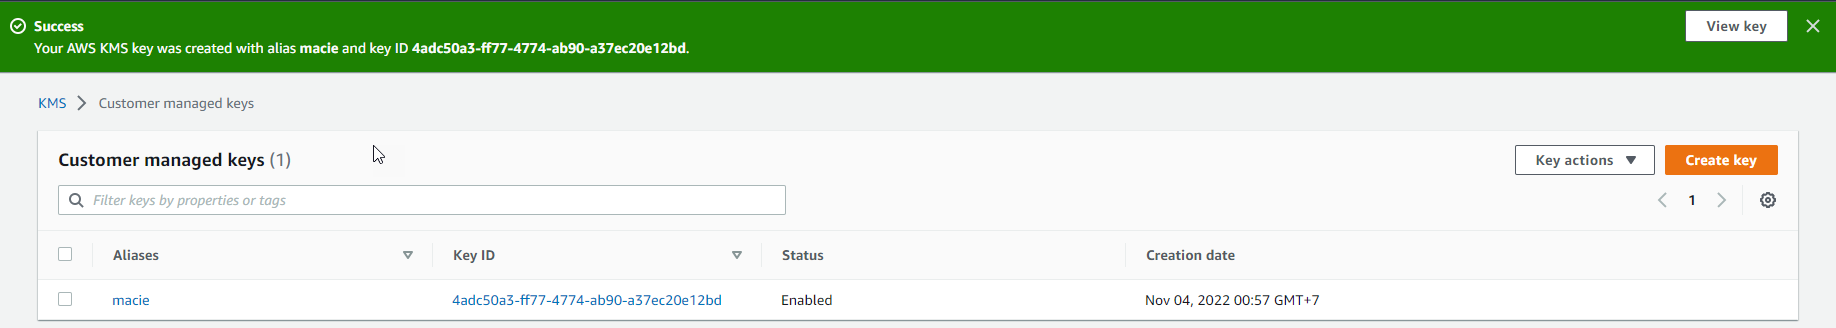 Success
View key
Your AWS KMS key was created with alias macie and key ID 4adc50a3-ff77-4774-ab90-a37ec20e12bd.
KMS Customer managed keys
Customer managed keys (1)
Key actions Create key
Filter keys by properties or tags
1
Aliases Key ID Status Creation date
macie 4adc50a3-ff77-4774-ab90-a37ec20e12bd Enabled Nov 04, 2022 00:57 GMT+7